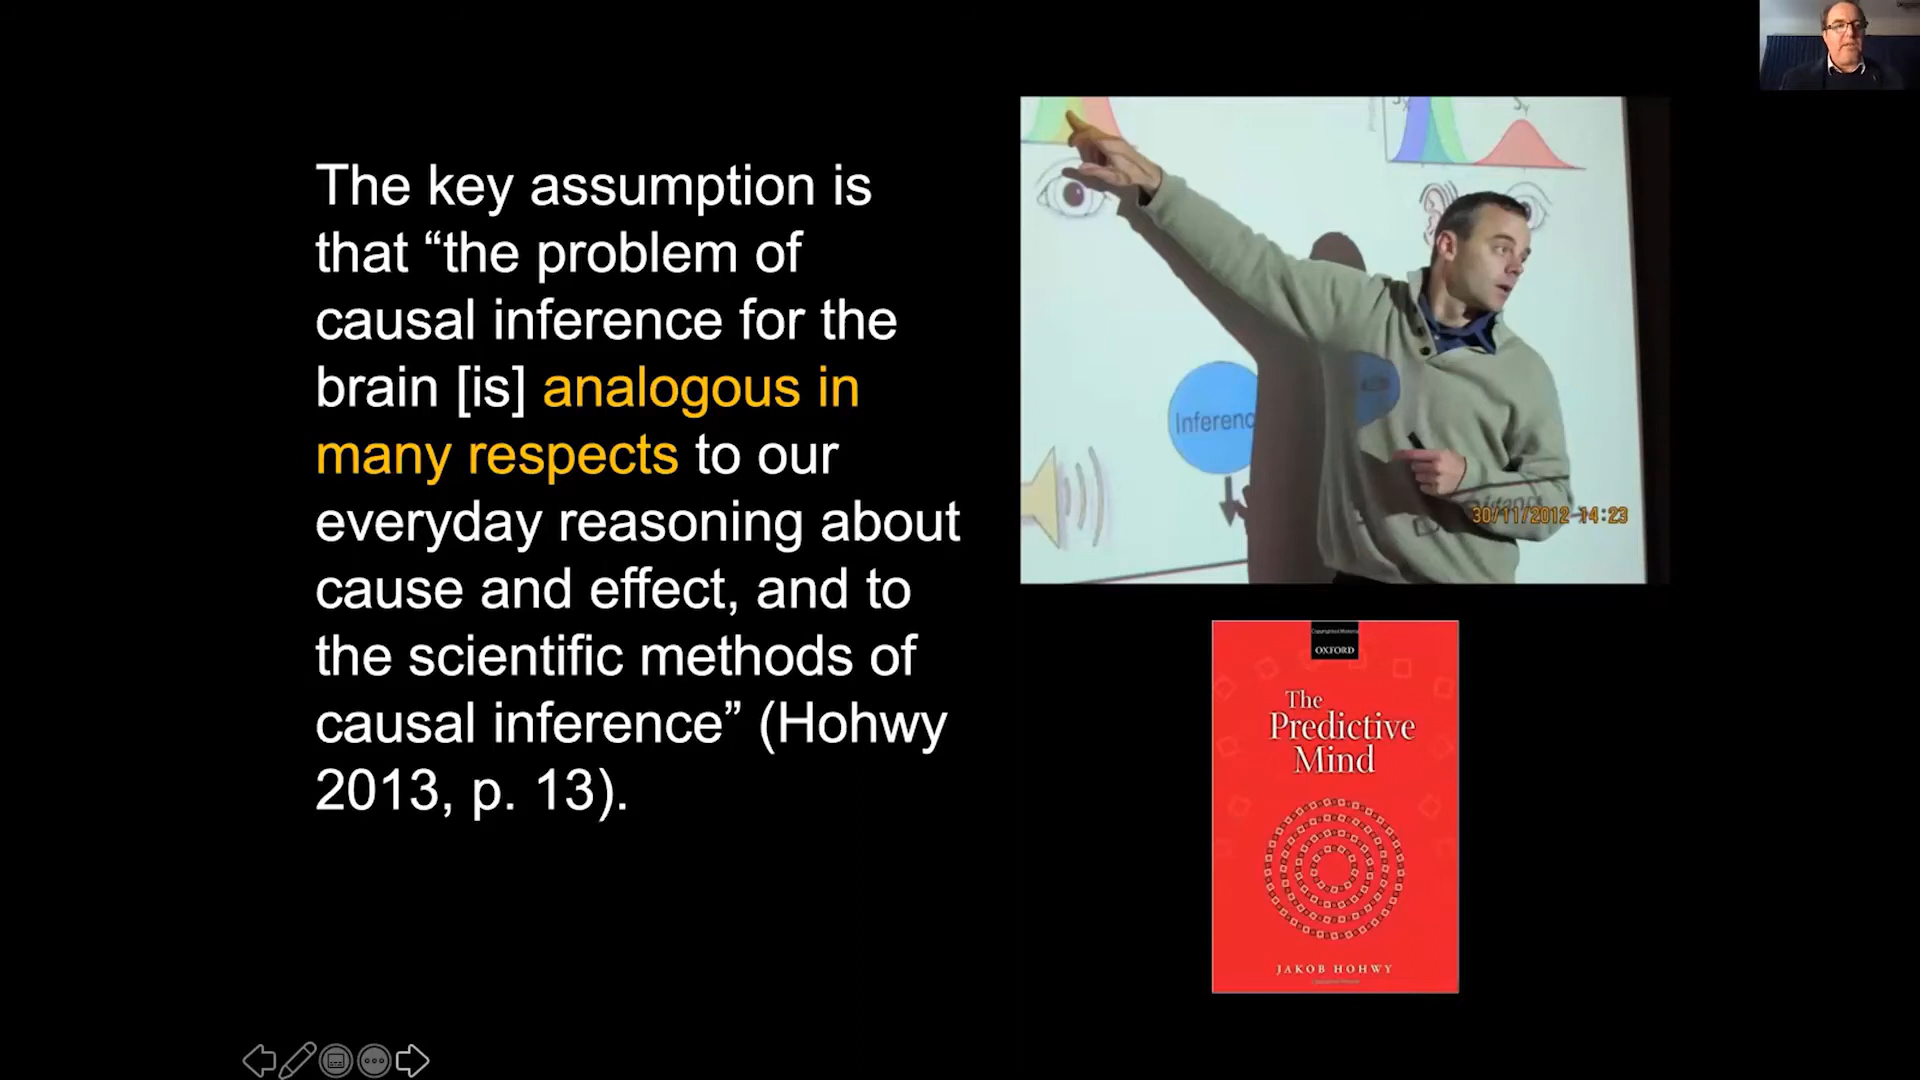 The key assumption is
that “the problem of
causal inference for the
brain [is] analogous in
many respects to our
everyday reasoning about
cause and effect, and to
the scientific methods of
causal inference” (Hohwy
2013, p. 13).
Inferenc
30/11/2012 14:23
OXFORD
The
Predictive
Mind
JAKOB HOHWY